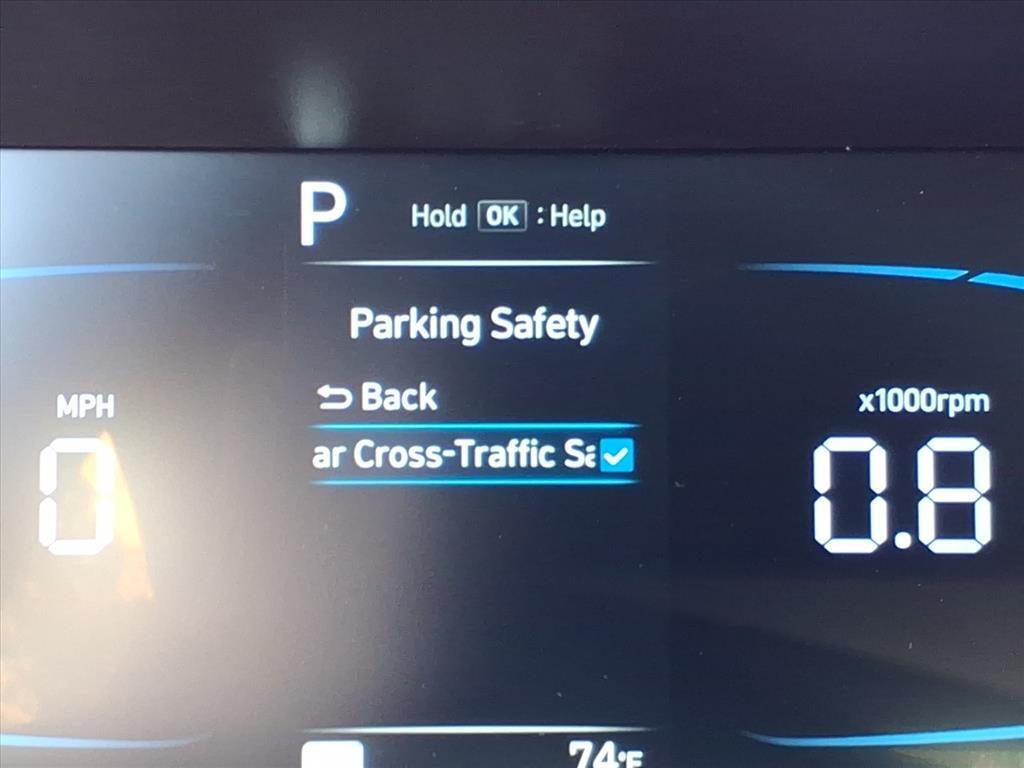 P
Hold OK : Help
Parking Safety
Back
MPH
x1000rpm
ar Cross-Traffic Sa
0
0.8
74°F